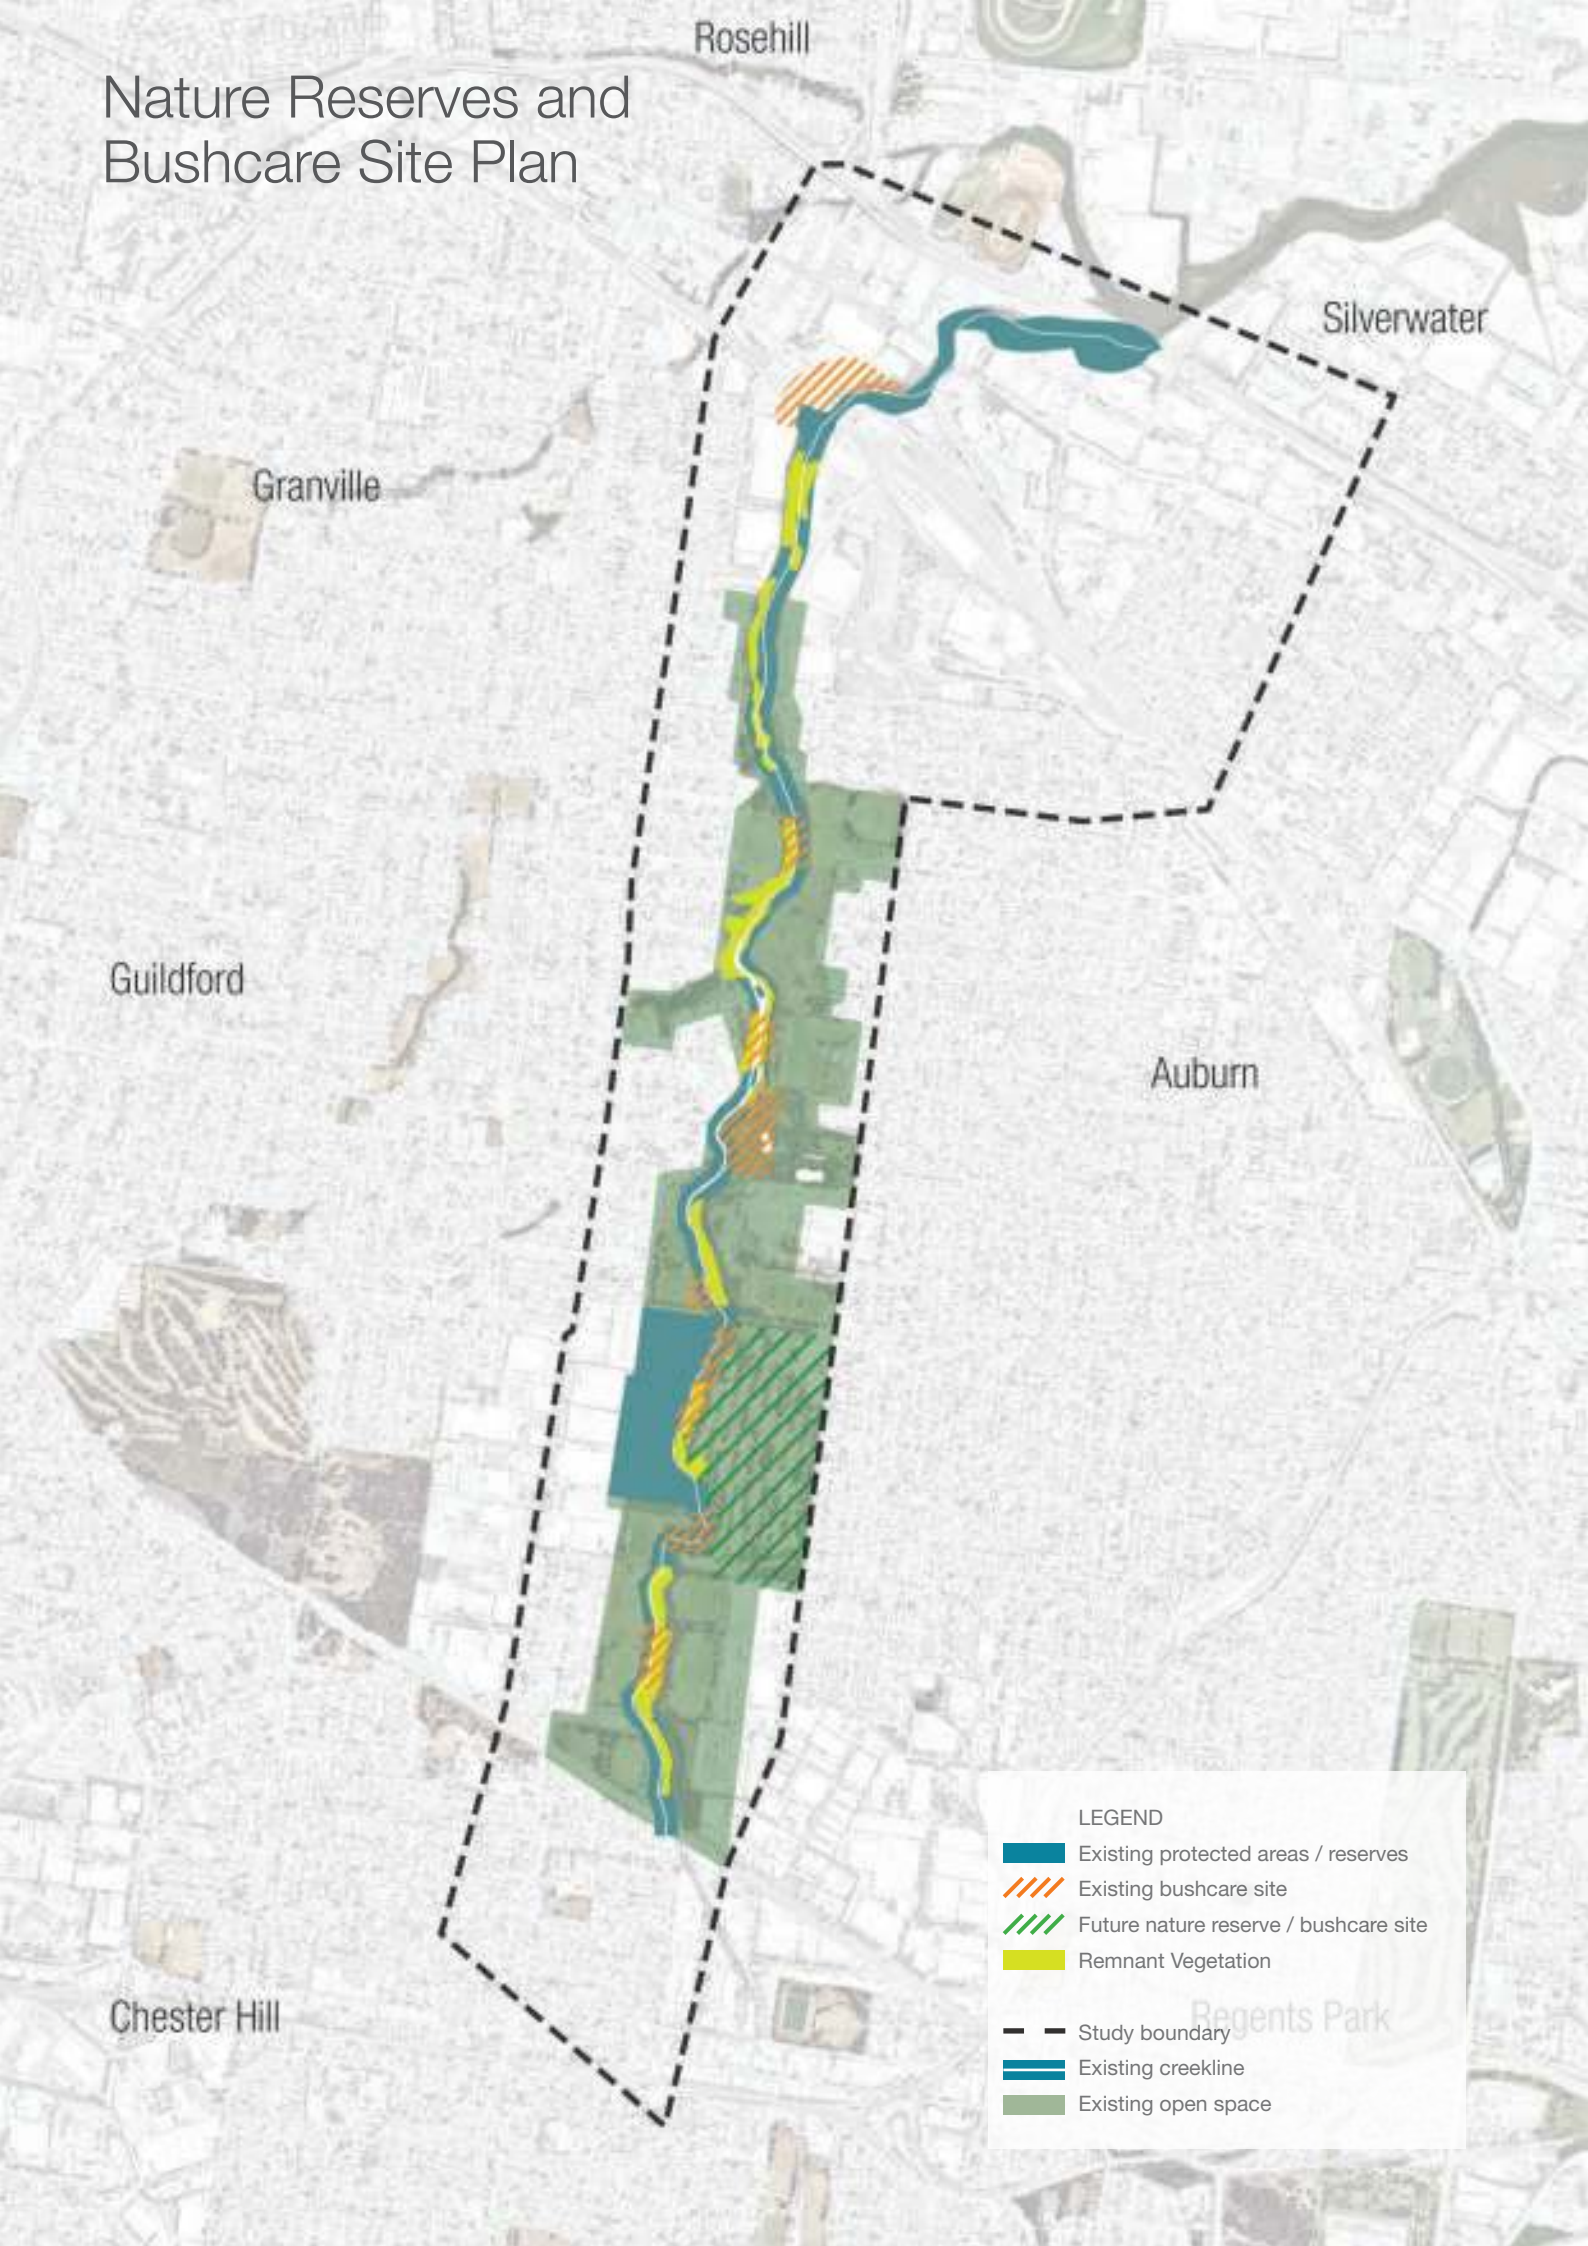 Rosehill
Nature Reserves and
Bushcare Site Plan
Silverwater
Granville
Guildford
Auburn
LEGEND
Existing protected areas / reserves
Existing bushcare site
Future nature reserve / bushcare site
Remnant Vegetation
Chester Hill
Regents Park
Study boundary
Existing creekline
Existing open space